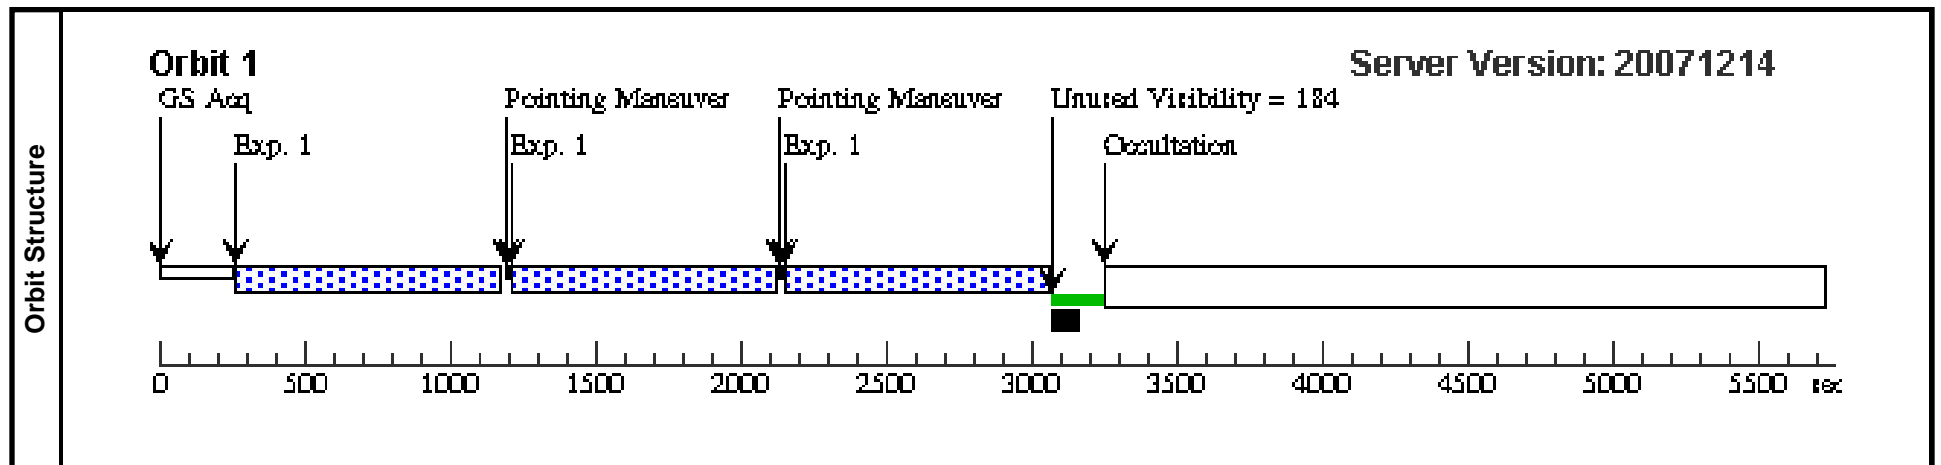 Orbit Structure
Orbit 1
Server Version: 20071214
GS Acq
Pointing Maneuver
Pointing Maneuver
Unused Visibility = 184
Exp. 1
Exp. 1
Exp. 1
Occultation
0 500 1000 1500 2000 2500 3000 3500 4000 4500 5000 5500 sec